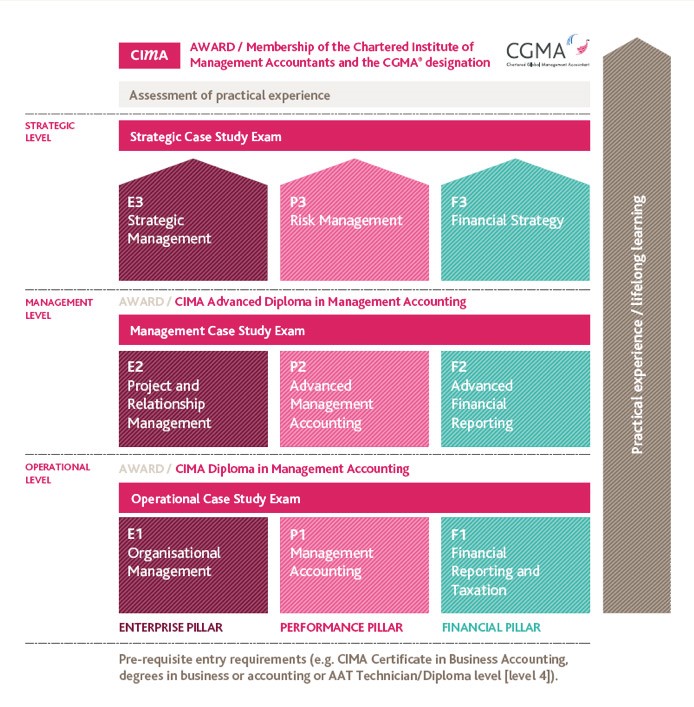 CIMA
AWARD / Membership of the Chartered Institute of
Management Accountants and the CGMA® designation
CGMA
Chartered Global Management Accountant
Assessment of practical experience
STRATEGIC
LEVEL
Strategic Case Study Exam
E3
Strategic
Management
P3
Risk Management
F3
Financial Strategy
MANAGEMENT
LEVEL
AWARD / CIMA Advanced Diploma in Management Accounting
Management Case Study Exam
E2
Project and
Relationship
Management
P2
Advanced
Management
Accounting
F2
Advanced
Financial
Reporting
OPERATIONAL
LEVEL
AWARD / CIMA Diploma in Management Accounting
Operational Case Study Exam
E1
Organisational
Management
P1
Management
Accounting
F1
Financial
Reporting and
Taxation
ENTERPRISE PILLAR
PERFORMANCE PILLAR
FINANCIAL PILLAR
Pre-requisite entry requirements (e.g. CIMA Certificate in Business Accounting,
degrees in business or accounting or AAT Technician/Diploma level [level 4]).
Practical experience / lifelong learning